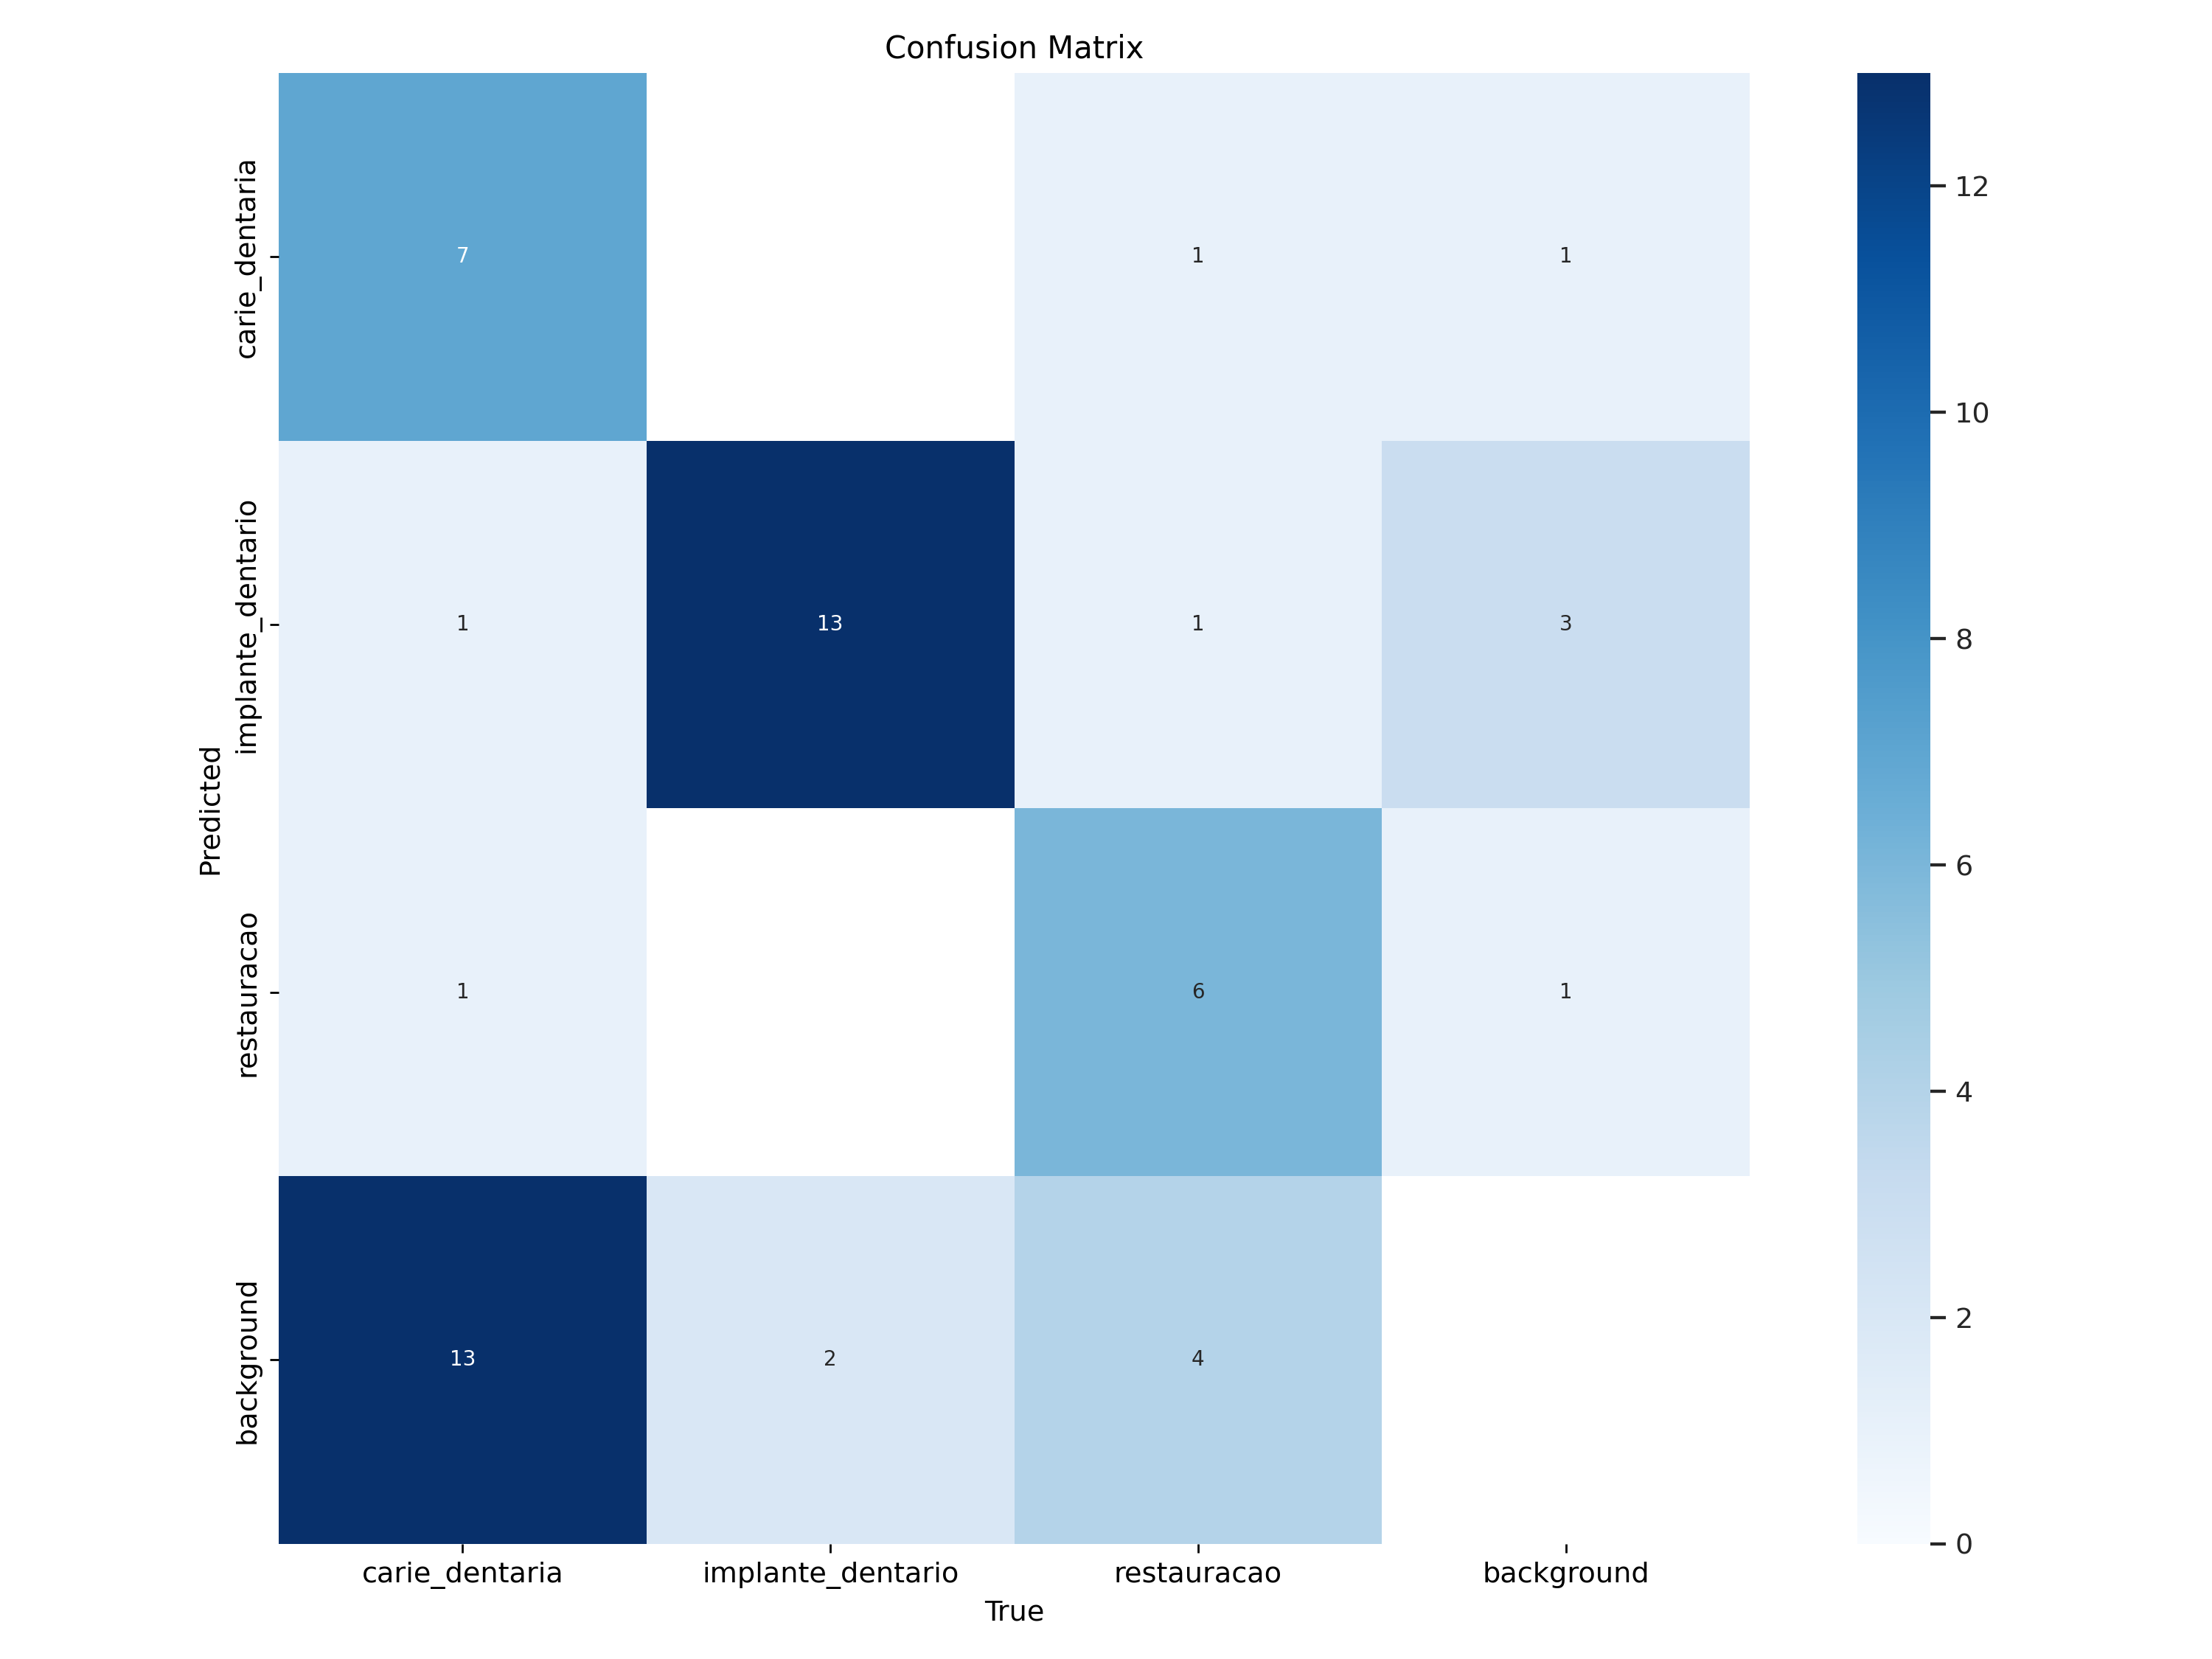 Confusion Matrix
carie_dentaria
7
1
1
implante_dentario
1
13
1
3
restauracao
1
6
1
background
13
2
4
Predicted
carie_dentaria
implante_dentario
restauracao
background
True
12
10
8
6
4
2
0